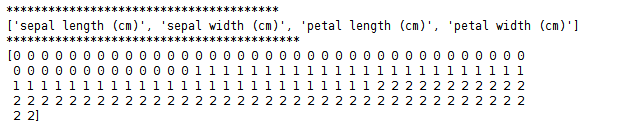 ***************************************
['sepal length (cm)', 'sepal width (cm)', 'petal length (cm)', 'petal width (cm)']
******************************************
[0 0 0 0 0 0 0 0 0 0 0 0 0 0 0 0 0 0 0 0 0 0 0 0 0 0 0 0 0 0 0 0 0 0 0 0 0
0 0 0 0 0 0 0 0 0 0 0 0 0 1 1 1 1 1 1 1 1 1 1 1 1 1 1 1 1 1 1 1 1 1 1 1 1
1 1 1 1 1 1 1 1 1 1 1 1 1 1 1 1 1 1 1 1 1 1 1 1 1 1 2 2 2 2 2 2 2 2 2 2 2
2 2 2 2 2 2 2 2 2 2 2 2 2 2 2 2 2 2 2 2 2 2 2 2 2 2 2 2 2 2 2 2 2 2 2 2 2
2 2]